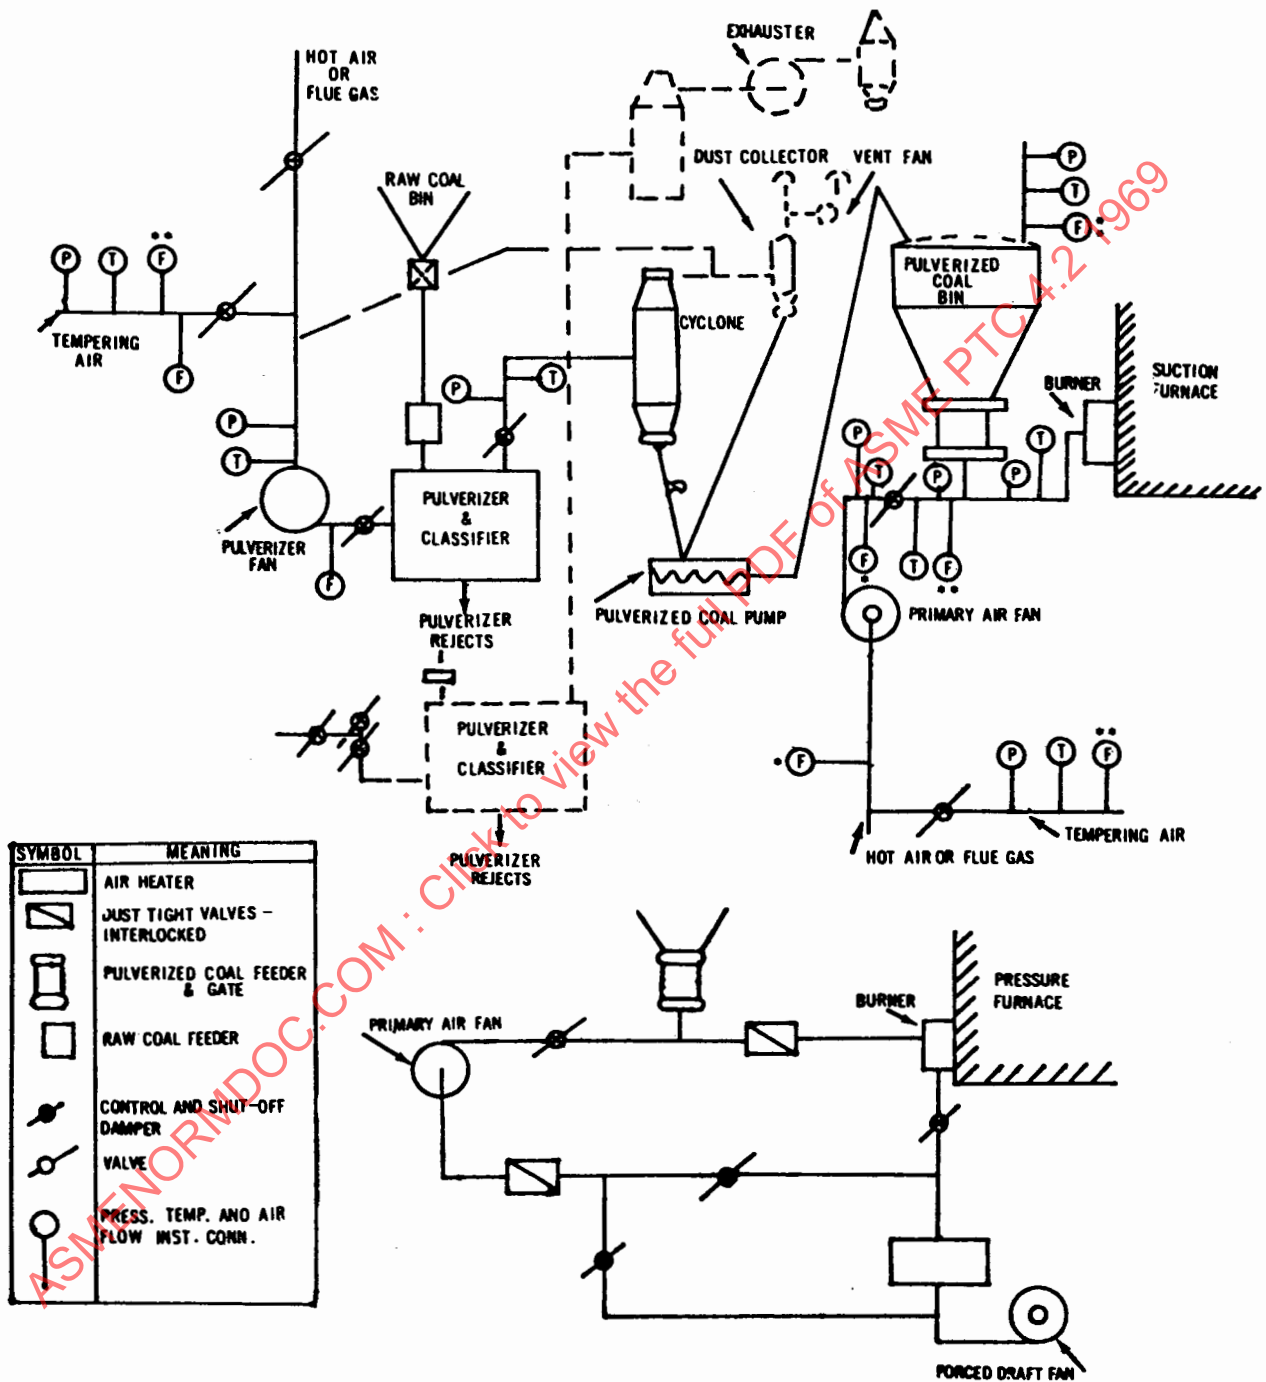 EXHAUSTER
HOT AIR
OR
FLUE GAS
DUST COLLECTOR
VENT FAN
RAW COAL
BIN
P
T
F
**
P
T
F
**
TEMPERING
AIR
F
PULVERIZED
COAL
BIN
CYCLONE
P
T
P
T
BURNER
SUCTION
FURNACE
P
T
P
P
T
F
*
T
F
**
PULVERIZER
&
CLASSIFIER
PULVERIZER
FAN
F
PULVERIZER
REJECTS
PULVERIZED COAL PUMP
PRIMARY AIR FAN
PULVERIZER
&
CLASSIFIER
* F
P
T
F
**
TEMPERING AIR
HOT AIR OR FLUE GAS
PULVERIZER
REJECTS
SYMBOL MEANING
AIR HEATER
DUST TIGHT VALVES -
INTERLOCKED
PULVERIZED COAL FEEDER
& GATE
RAW COAL FEEDER
CONTROL AND SHUT-OFF
DAMPER
VALVE
PRESS. TEMP. AND AIR
FLOW INST. CONN.
PRIMARY AIR FAN
BURNER
PRESSURE
FURNACE
FORCED DRAFT FAN
ASMENORMDOC.COM : Click to view the full PDF of ASME PTC 4.2 1969